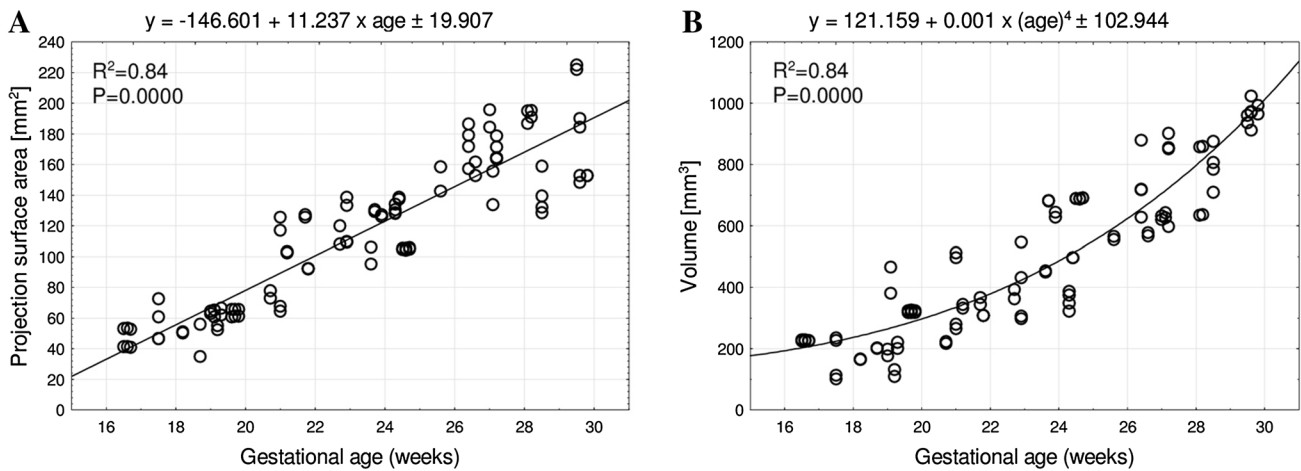 A
y = -146.601 + 11.237 x age ± 19.907
R²=0.84
P=0.0000
Projection surface area [mm²]
240
220
200
180
160
140
120
100
80
60
40
20
0
16 18 20 22 24 26 28 30
Gestational age (weeks)
B
y = 121.159 + 0.001 x (age)⁴ ± 102.944
R²=0.84
P=0.0000
Volume [mm³]
1200
1000
800
600
400
200
0
16 18 20 22 24 26 28 30
Gestational age (weeks)